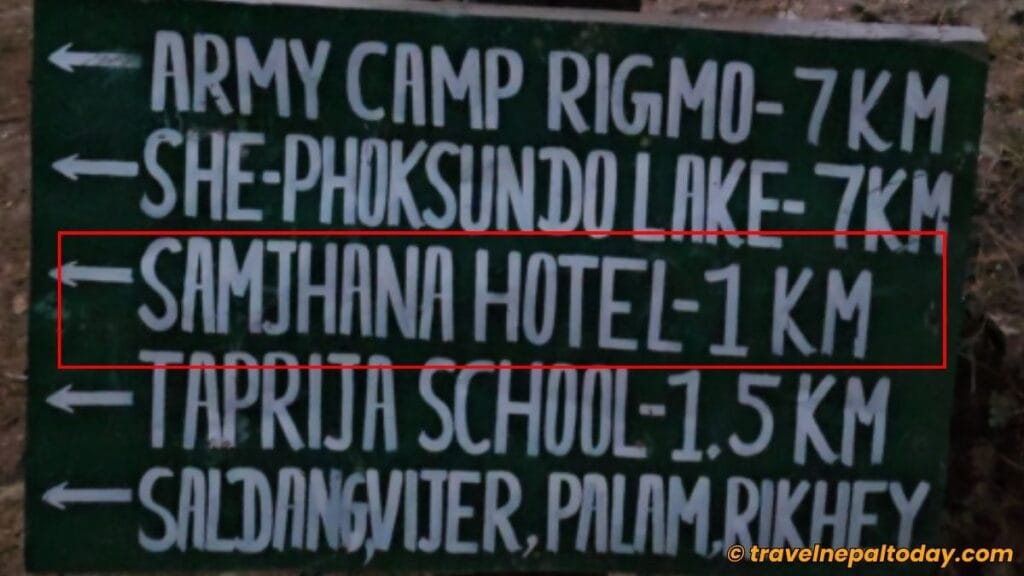 ← ARMY CAMP RIGMO- 7KM
← SHE-PHOKSUNDO LAKE- 7KM
← SAMJHANA HOTEL-1 KM
← TAPRIJA SCHOOL-1.5 KM
← SALDANG,VIJER, PALAM,RIKHEY
© travelnepaltoday.com